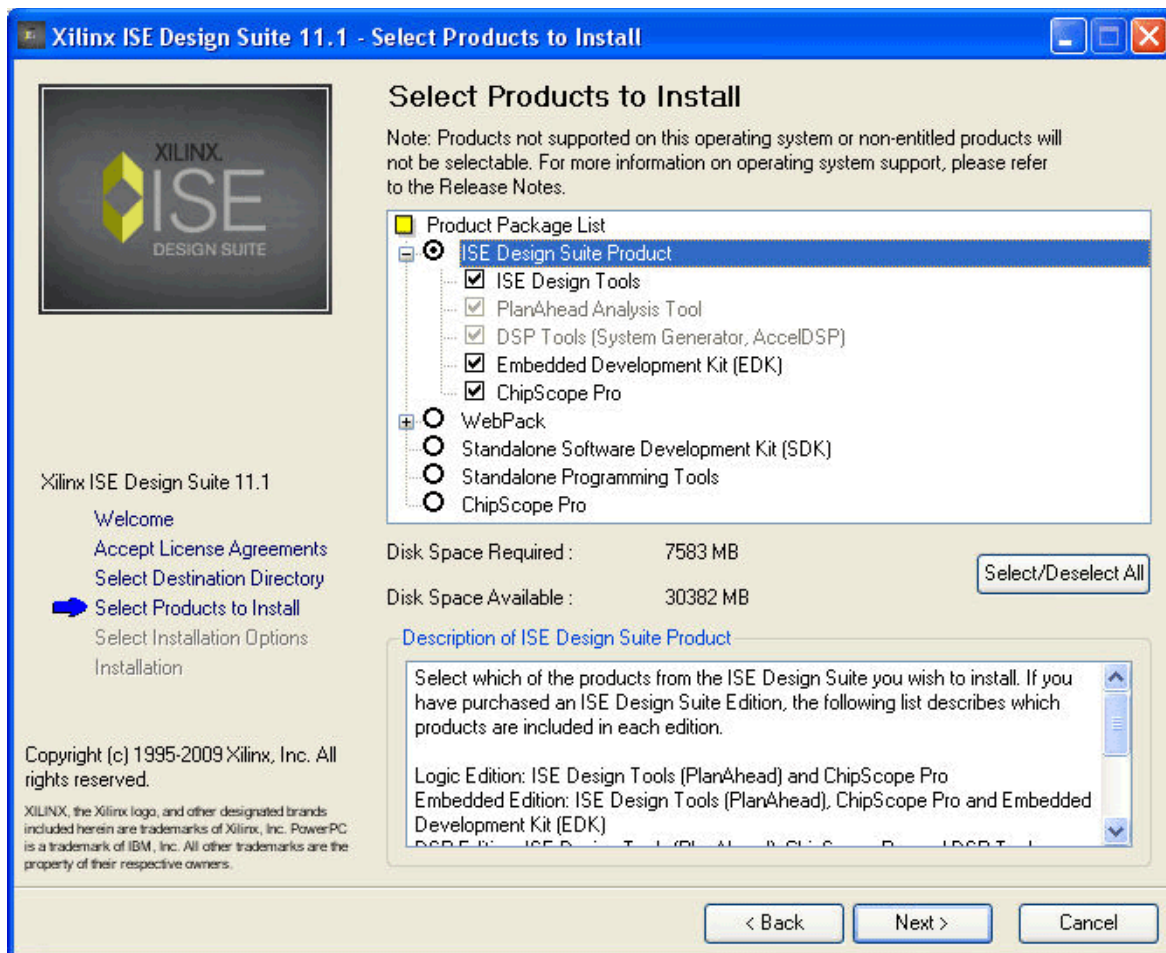 Xilinx ISE Design Suite 11.1 - Select Products to Install
XILINX.
ISE
DESIGN SUITE
Xilinx ISE Design Suite 11.1
Welcome
Accept License Agreements
Select Destination Directory
Select Products to Install
Select Installation Options
Installation
Copyright (c) 1995-2009 Xilinx, Inc. All
rights reserved.
XILINX, the Xilinx logo, and other designated brands
included herein are trademarks of Xilinx, Inc. PowerPC
is a trademark of IBM, Inc. All other trademarks are the
property of their respective owners.
Select Products to Install
Note: Products not supported on this operating system or non-entitled products will
not be selectable. For more information on operating system support, please refer
to the Release Notes.
Product Package List
ISE Design Suite Product
ISE Design Tools
PlanAhead Analysis Tool
DSP Tools (System Generator, AccelDSP)
Embedded Development Kit (EDK)
ChipScope Pro
WebPack
Standalone Software Development Kit (SDK)
Standalone Programming Tools
ChipScope Pro
Disk Space Required : 7583 MB
Disk Space Available : 30382 MB
Select/Deselect All
Description of ISE Design Suite Product
Select which of the products from the ISE Design Suite you wish to install. If you
have purchased an ISE Design Suite Edition, the following list describes which
products are included in each edition.
Logic Edition: ISE Design Tools (PlanAhead) and ChipScope Pro
Embedded Edition: ISE Design Tools (PlanAhead), ChipScope Pro and Embedded
Development Kit (EDK)
< Back
Next >
Cancel